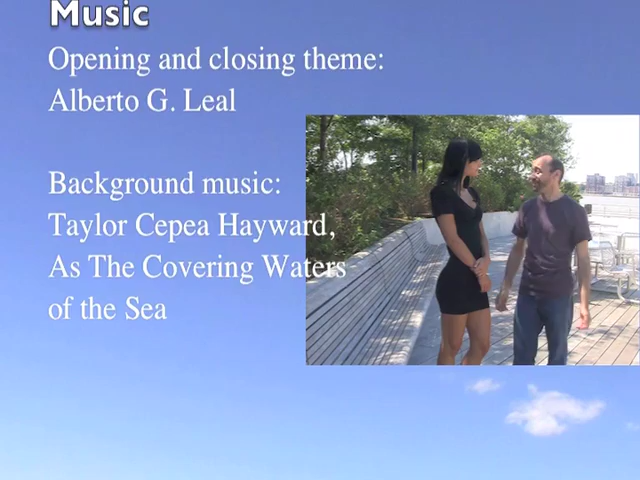 Music
Opening and closing theme:
Alberto G. Leal
Background music:
Taylor Cepea Hayward,
As The Covering Waters
of the Sea